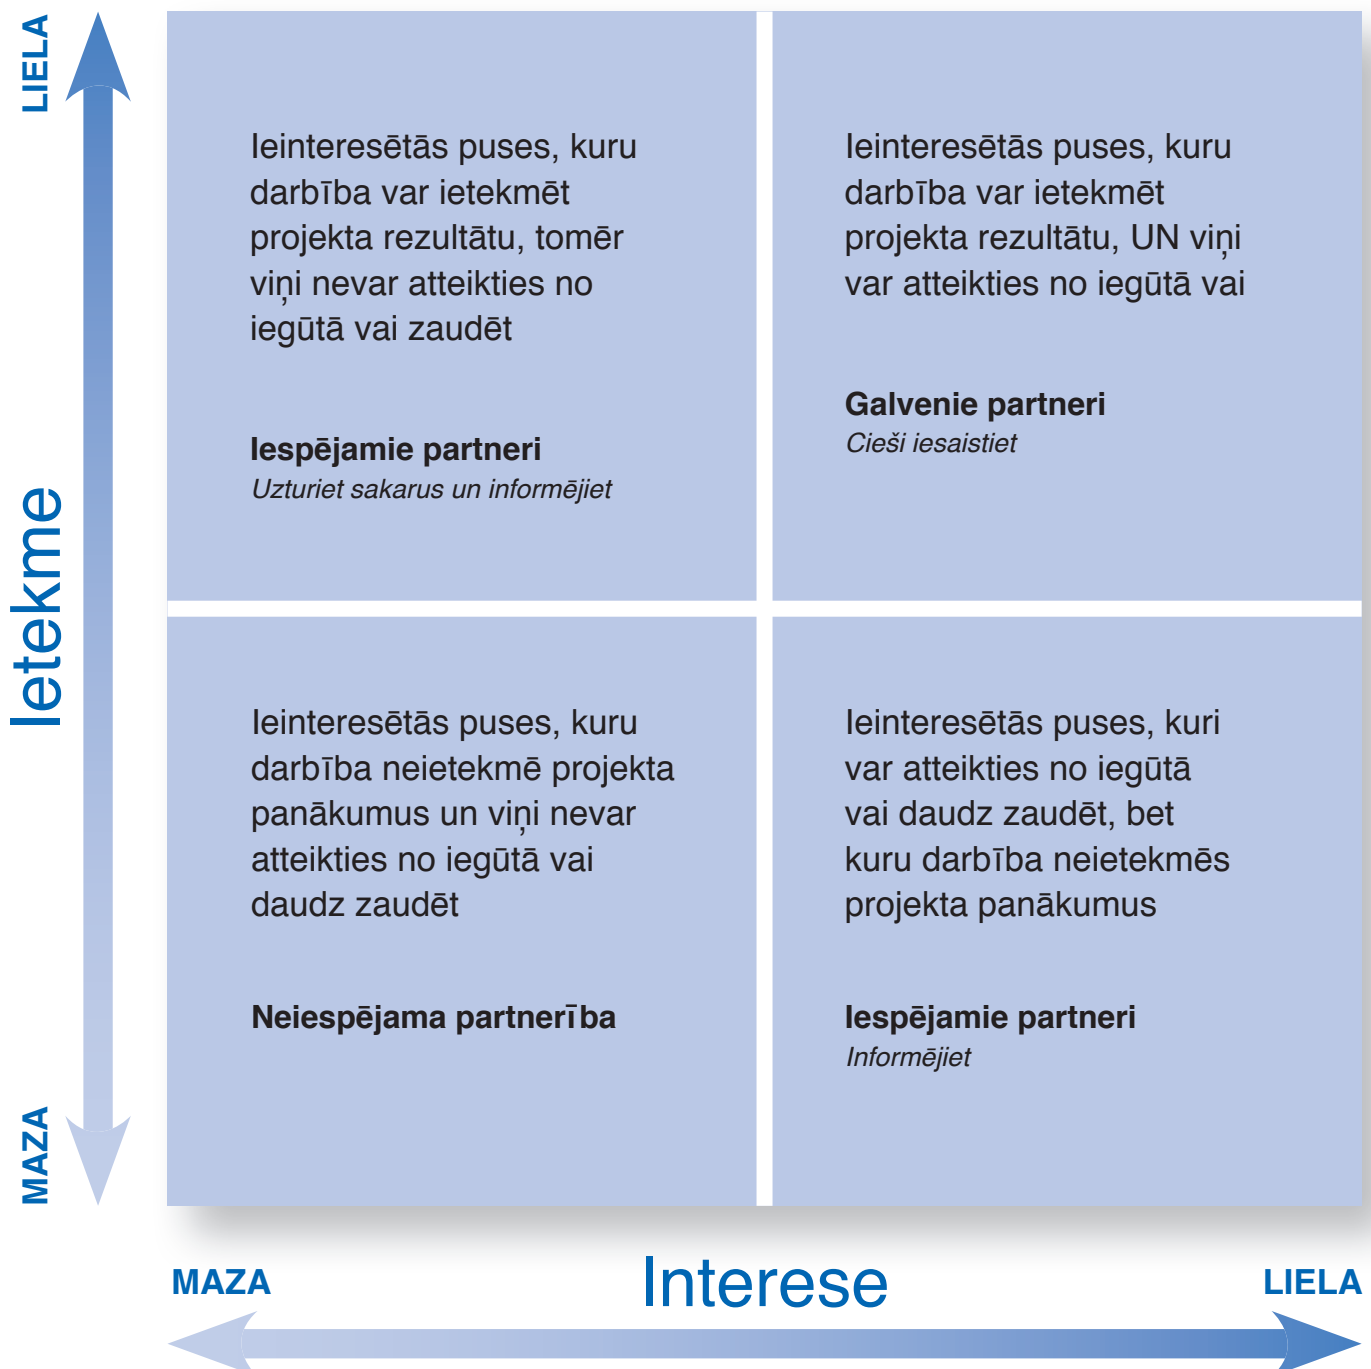 LIELA
Ietekme
MAZA
Ieinteresētās puses, kuru
darbība var ietekmēt
projekta rezultātu, tomēr
viņi nevar atteikties no
iegūtā vai zaudēt
Iespējamie partneri
Uzturiet sakarus un informējiet
Ieinteresētās puses, kuru
darbība var ietekmēt
projekta rezultātu, UN viņi
var atteikties no iegūtā vai
Galvenie partneri
Cieši iesaistiet
Ieinteresētās puses, kuru
darbība neietekmē projekta
panākumus un viņi nevar
atteikties no iegūtā vai
daudz zaudēt
Neiespējama partnerība
Ieinteresētās puses, kuri
var atteikties no iegūtā
vai daudz zaudēt, bet
kuru darbība neietekmēs
projekta panākumus
Iespējamie partneri
Informējiet
MAZA
Interese
LIELA